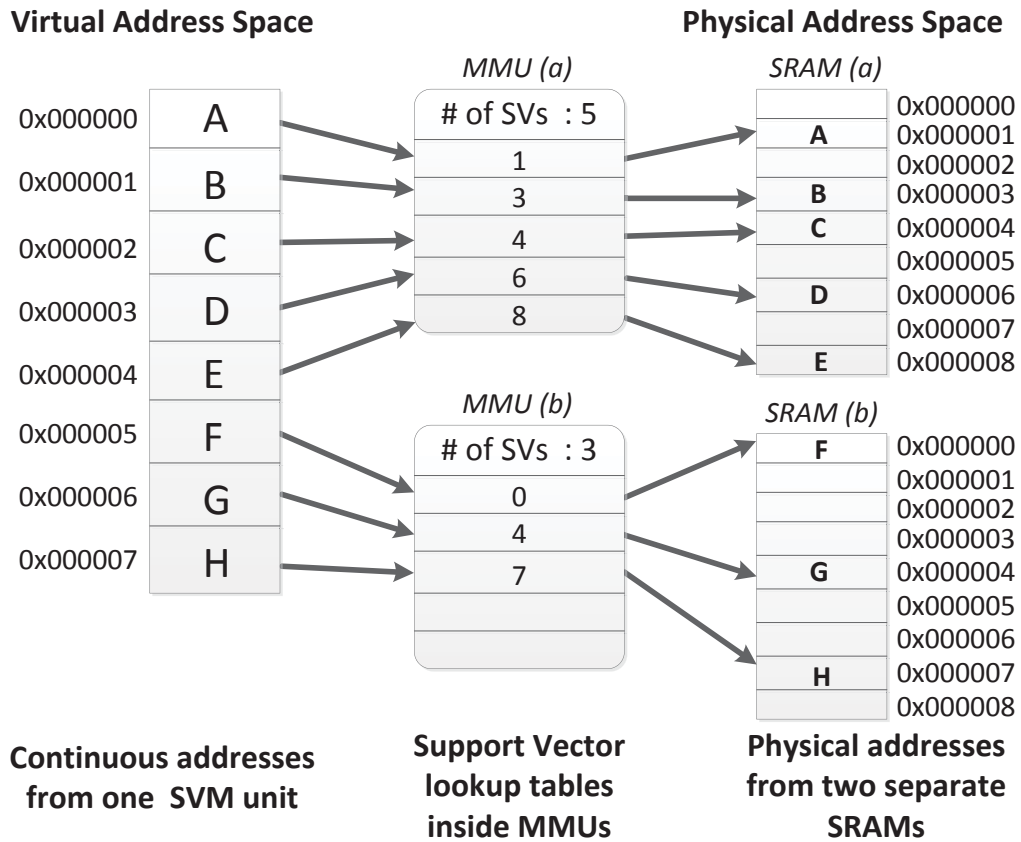 Virtual Address Space
Physical Address Space
MMU (a)
SRAM (a)
0x000000
A
0x000001
B
0x000002
C
0x000003
D
0x000004
E
0x000005
F
0x000006
G
0x000007
H
# of SVs : 5
1
3
4
6
8
0x000000
A
0x000001
0x000002
B
0x000003
C
0x000004
0x000005
D
0x000006
0x000007
E
0x000008
MMU (b)
# of SVs : 3
0
4
7
SRAM (b)
F
0x000000
0x000001
0x000002
0x000003
G
0x000004
0x000005
0x000006
H
0x000007
0x000008
Continuous addresses
from one SVM unit
Support Vector
lookup tables
inside MMUs
Physical addresses
from two separate
SRAMs